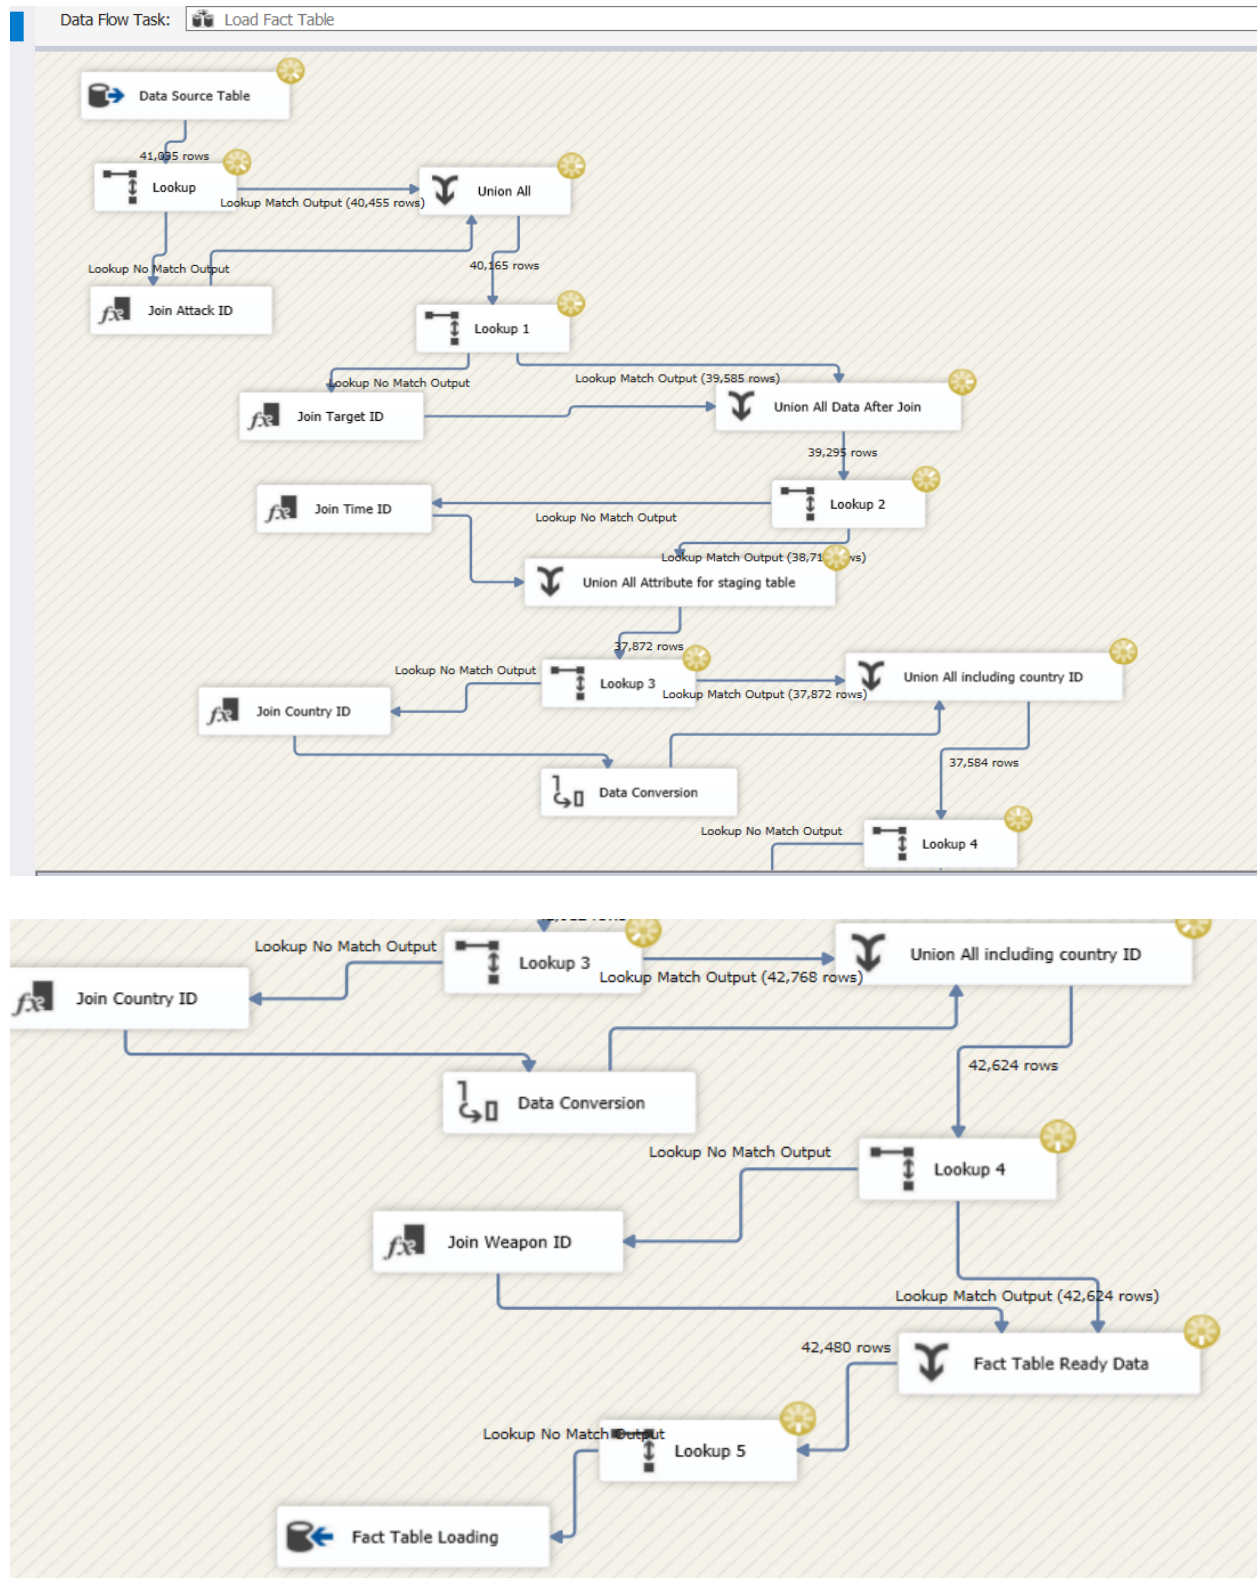 Data Flow Task:
Load Fact Table
Data Source Table
41,035 rows
Lookup
Lookup Match Output (40,455 rows)
Union All
Lookup No Match Output
40,165 rows
Join Attack ID
Lookup 1
Lookup No Match Output
Lookup Match Output (39,585 rows)
Join Target ID
Union All Data After Join
39,295 rows
Lookup 2
Join Time ID
Lookup No Match Output
Lookup Match Output
Union All Attribute for staging table
37,872 rows
Lookup No Match Output
Lookup 3
Lookup Match Output (37,872 rows)
Union All including country ID
Join Country ID
37,584 rows
Data Conversion
Lookup No Match Output
Lookup 4
Lookup No Match Output
Lookup 3
Lookup Match Output (42,768 rows)
Union All including country ID
Join Country ID
42,624 rows
Data Conversion
Lookup No Match Output
Lookup 4
Join Weapon ID
Lookup Match Output (42,624 rows)
42,480 rows
Fact Table Ready Data
Lookup No Match Output
Lookup 5
Fact Table Loading